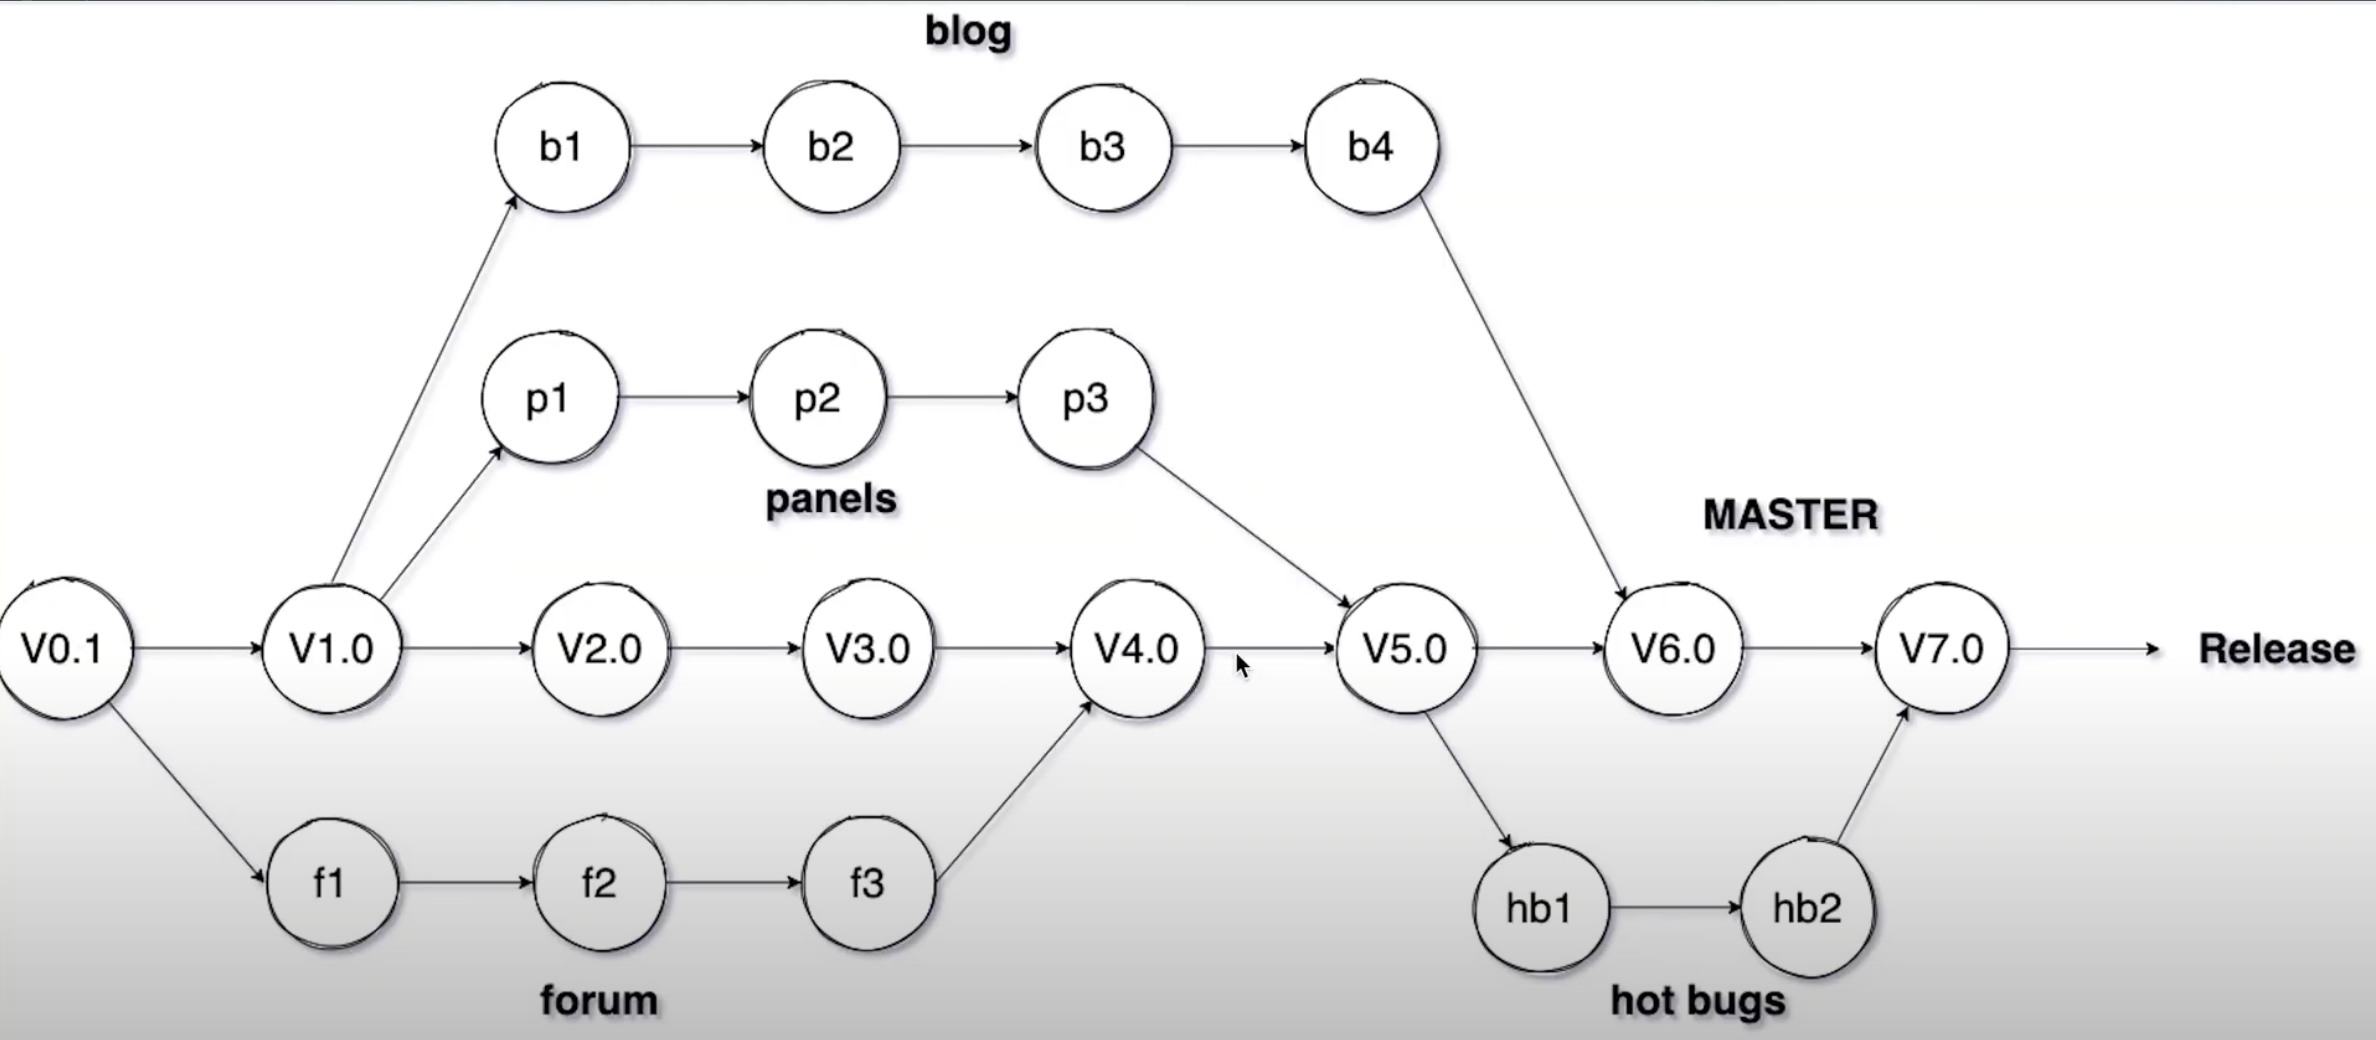 blog
b1
b2
b3
b4
p1
p2
p3
panels
MASTER
V0.1
V1.0
V2.0
V3.0
V4.0
V5.0
V6.0
V7.0
Release
f1
f2
f3
hb1
hb2
forum
hot bugs